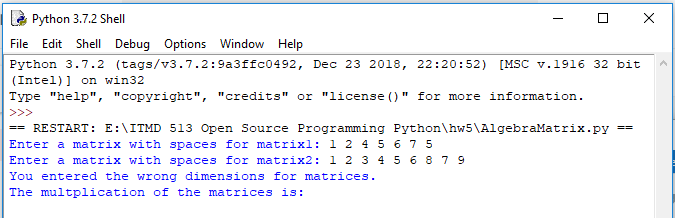 Python 3.7.2 Shell
File Edit Shell Debug Options Window Help
Python 3.7.2 (tags/v3.7.2:9a3ffc0492, Dec 23 2018, 22:20:52) [MSC v.1916 32 bit
(Intel)] on win32
Type "help", "copyright", "credits" or "license()" for more information.
>>>
== RESTART: E:\ITMD 513 Open Source Programming Python\hw5\AlgebraMatrix.py ==
Enter a matrix with spaces for matrix1: 1 2 4 5 6 7 5
Enter a matrix with spaces for matrix2: 1 2 3 4 5 6 8 7 9
You entered the wrong dimensions for matrices.
The multplication of the matrices is: